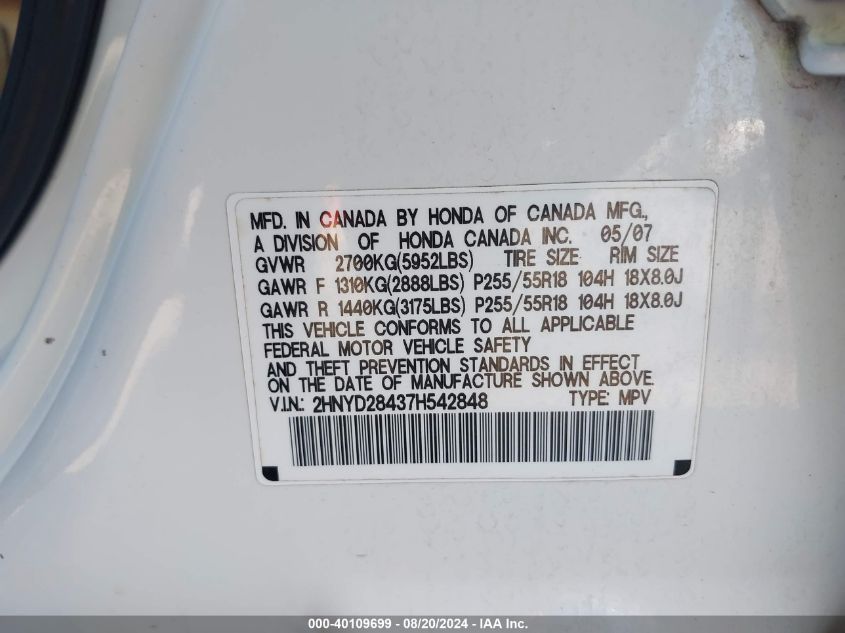 MFD. IN CANADA BY HONDA OF CANADA MFG.,
A DIVISION OF HONDA CANADA INC. 05/07
GVWR 2700KG(5952LBS) TIRE SIZE RIM SIZE
GAWR F 1310KG(2888LBS) P255/55R18 104H 18X8.0J
GAWR R 1440KG(3175LBS) P255/55R18 104H 18X8.0J
THIS VEHICLE CONFORMS TO ALL APPLICABLE
FEDERAL MOTOR VEHICLE SAFETY
AND THEFT PREVENTION STANDARDS IN EFFECT
ON THE DATE OF MANUFACTURE SHOWN ABOVE.
V.I.N.: 2HNYD28437H542848 TYPE: MPV
000-40109699 - 08/20/2024 - IAA Inc.